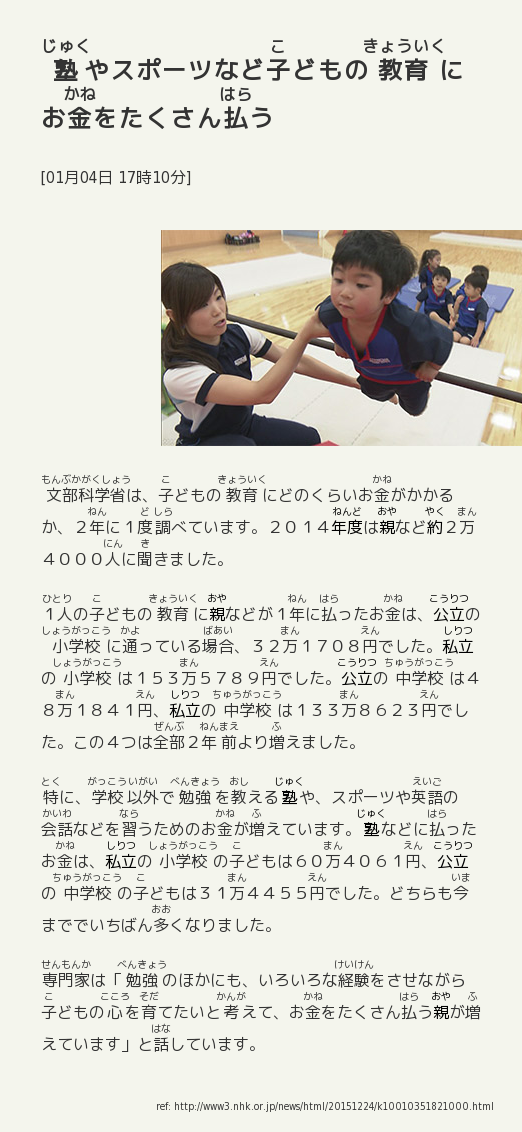 塾やスポーツなど子どもの教育に
お金をたくさん払う
[01月04日 17時10分]
文部科学省は、子どもの教育にどのくらいお金がかかる
か、２年に１度調べています。２０１４年度は親など約２万
４０００人に聞きました。
１人の子どもの教育に親などが１年に払ったお金は、公立の
小学校に通っている場合、３２万１７０８円でした。私立
の小学校は１５３万５７８９円でした。公立の中学校は４
８万１８４１円、私立の中学校は１３３万８６２３円でし
た。この４つは全部２年前より増えました。
特に、学校以外で勉強を教える塾や、スポーツや英語の
会話などを習うためのお金が増えています。塾などに払った
お金は、私立の小学校の子どもは６０万４０６１円、公立
の中学校の子どもは３１万４４５５円でした。どちらも今
まででいちばん多くなりました。
専門家は「勉強のほかにも、いろいろな経験をさせながら
子どもの心を育てたいと考えて、お金をたくさん払う親が増
えています」と話しています。
ref: http://www3.nhk.or.jp/news/html/20151224/k10010351821000.html